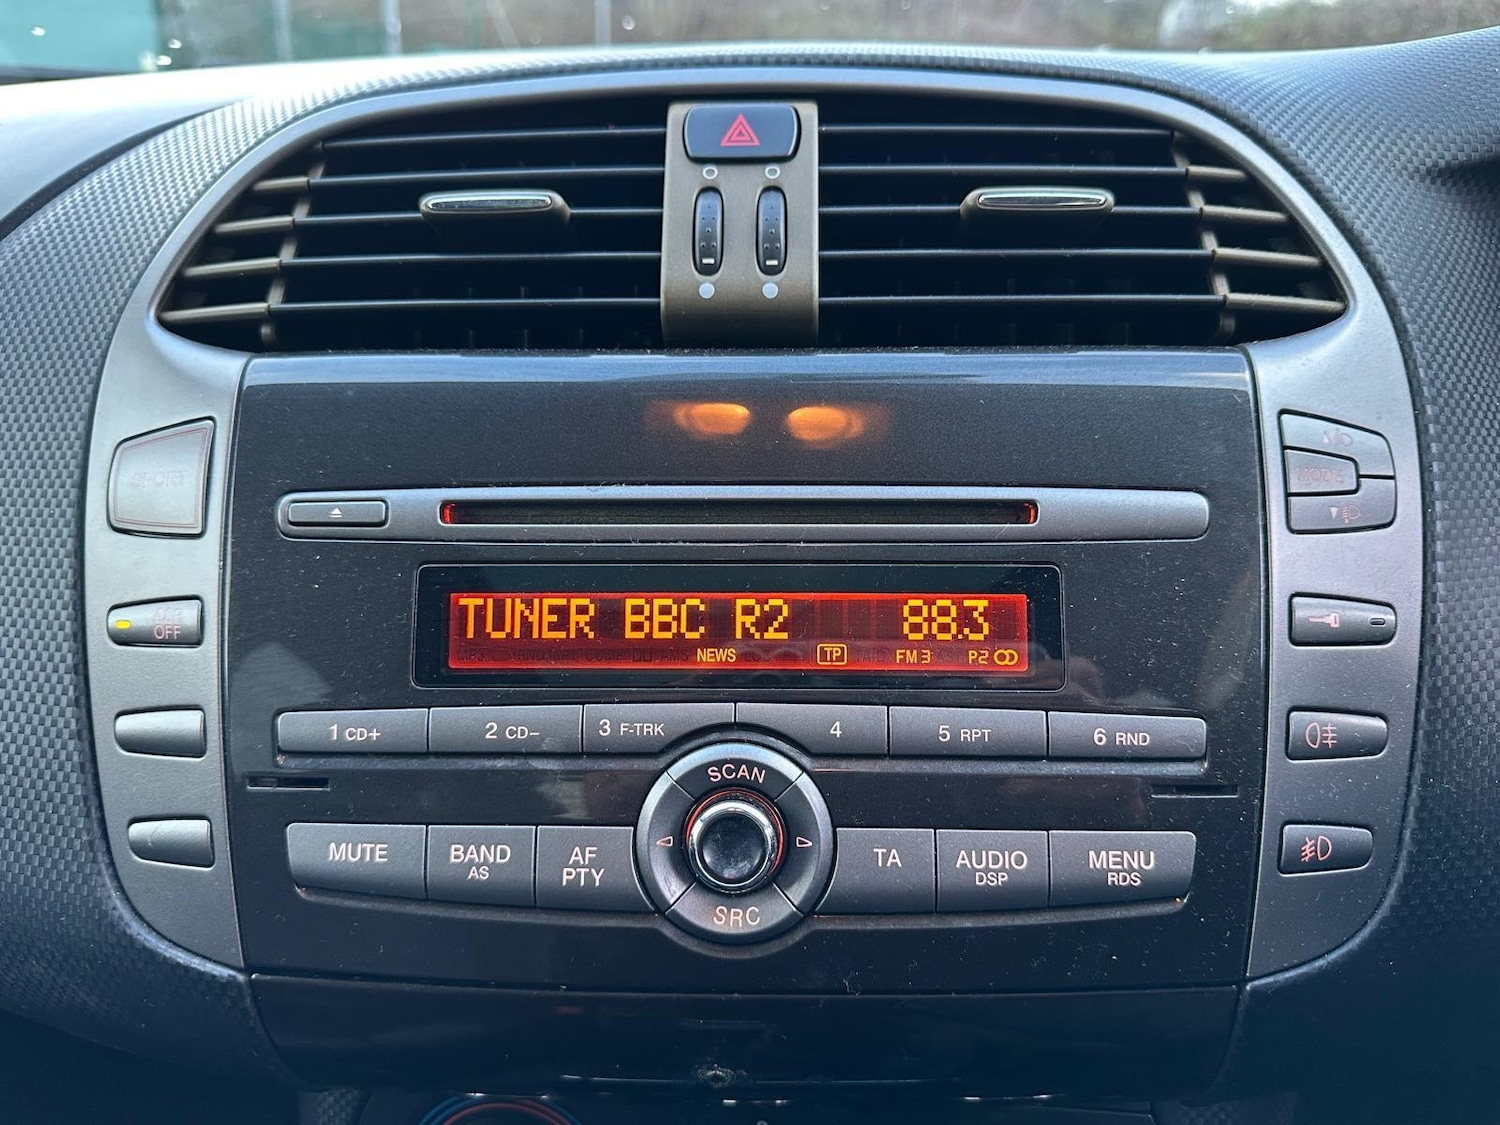 SPORT
MODE
TUNER BBC R2 88.3
NEWS TP FM 3 P2
OFF
1 CD+ 2 CD− 3 F-TRK 4 5 RPT 6 RND
SCAN
MUTE BAND AF TA AUDIO MENU
AS PTY DSP RDS
SRC